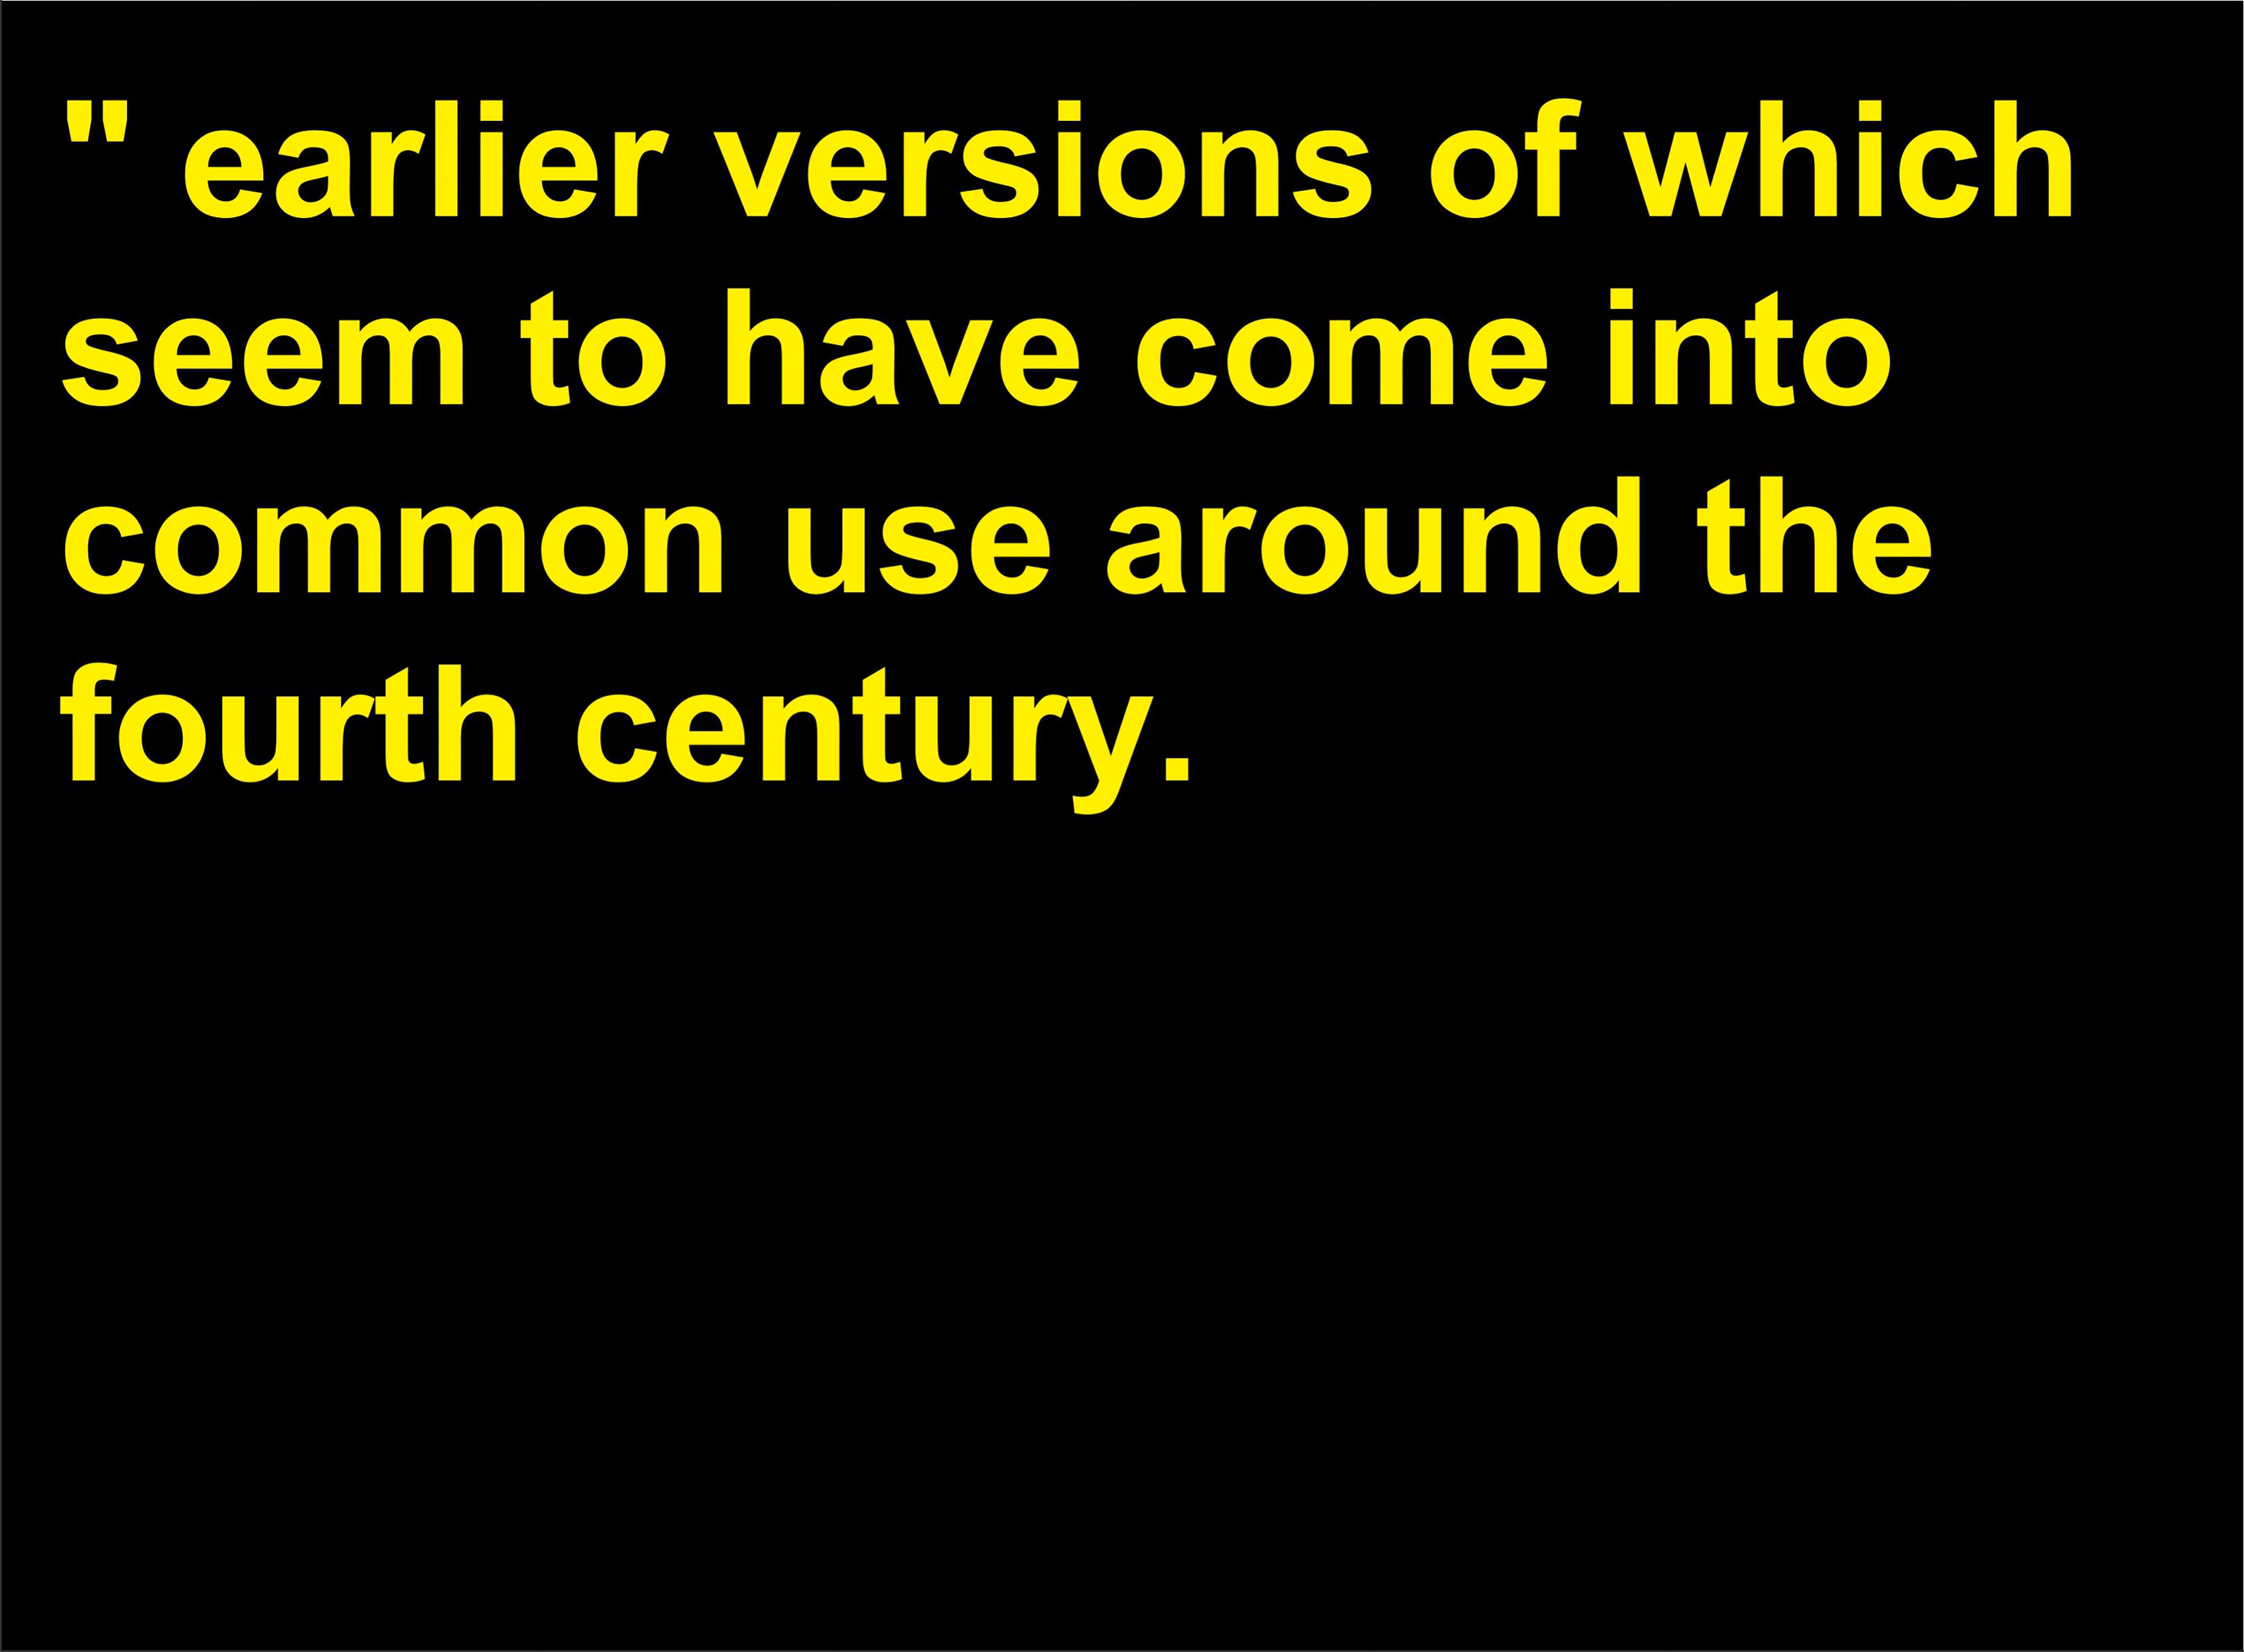 " earlier versions of which
seem to have come into
common use around the
fourth century.